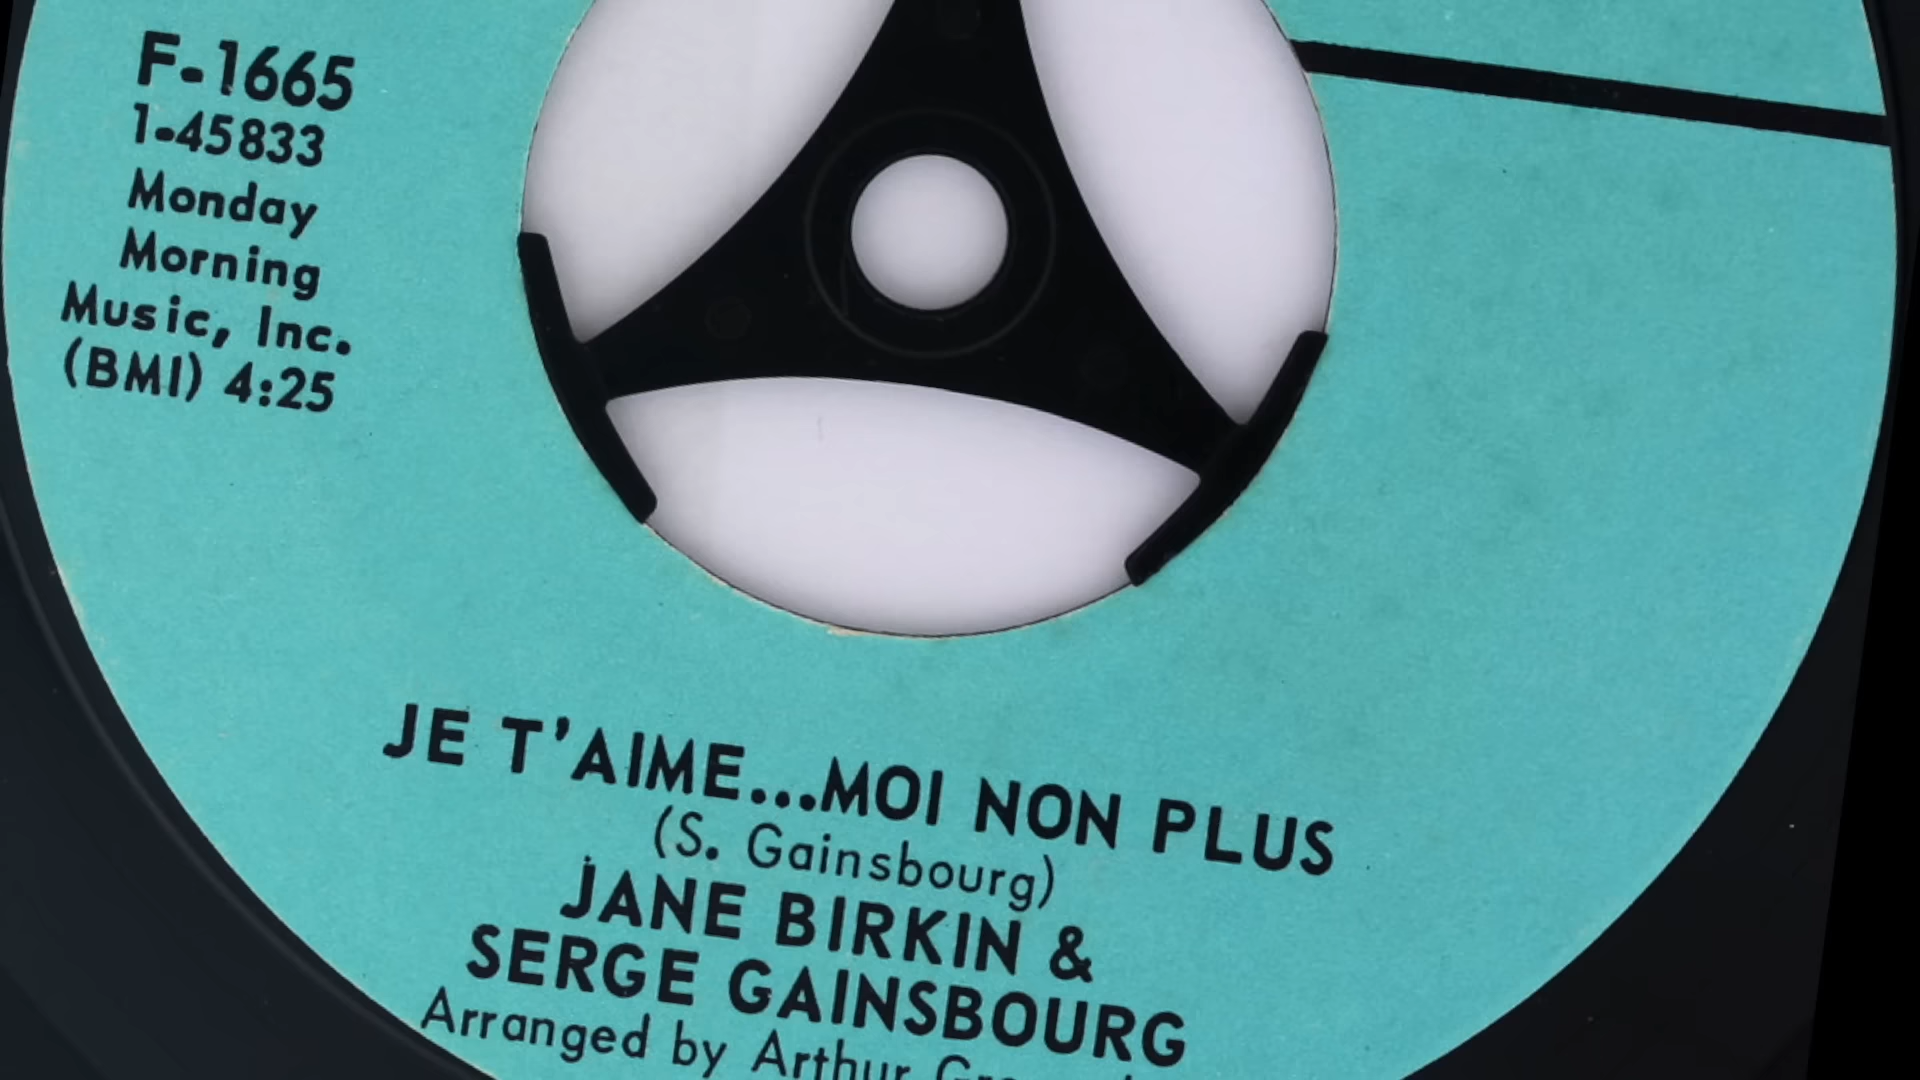 F-1665
1-45833
Monday
Morning
Music, Inc.
(BMI) 4:25
JE T'AIME...MOI NON PLUS
(S. Gainsbourg)
JANE BIRKIN &
SERGE GAINSBOURG
Arranged by Arthur